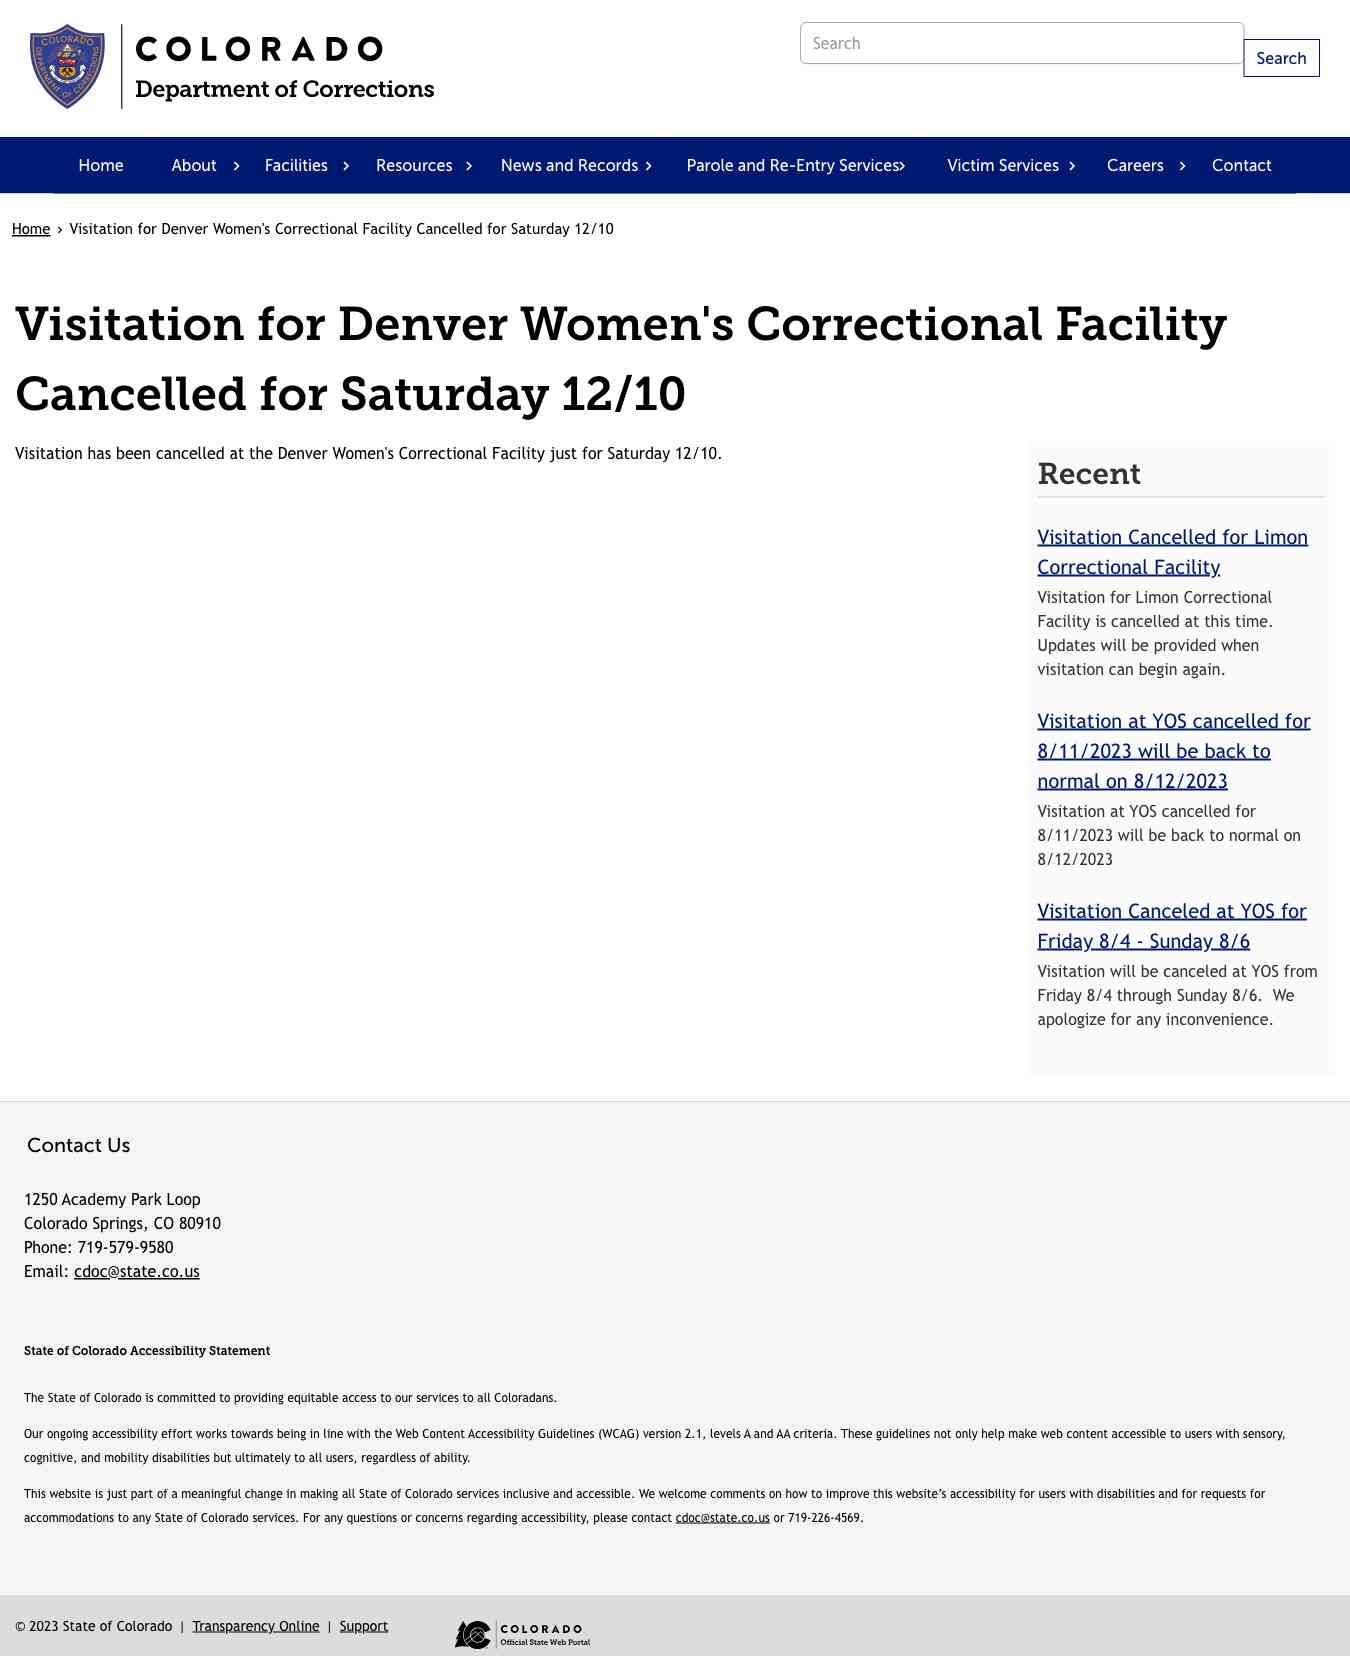 COLORADO
Department of Corrections
Search
Search
Home
About
Facilities
Resources
News and Records
Parole and Re-Entry Services
Victim Services
Careers
Contact
Home › Visitation for Denver Women's Correctional Facility Cancelled for Saturday 12/10
Visitation for Denver Women's Correctional Facility
Cancelled for Saturday 12/10
Visitation has been cancelled at the Denver Women's Correctional Facility just for Saturday 12/10.
Recent
Visitation Cancelled for Limon
Correctional Facility
Visitation for Limon Correctional
Facility is cancelled at this time.
Updates will be provided when
visitation can begin again.
Visitation at YOS cancelled for
8/11/2023 will be back to
normal on 8/12/2023
Visitation at YOS cancelled for
8/11/2023 will be back to normal on
8/12/2023
Visitation Canceled at YOS for
Friday 8/4 - Sunday 8/6
Visitation will be canceled at YOS from
Friday 8/4 through Sunday 8/6.  We
apologize for any inconvenience.
Contact Us
1250 Academy Park Loop
Colorado Springs, CO 80910
Phone: 719-579-9580
Email: cdoc@state.co.us
State of Colorado Accessibility Statement
The State of Colorado is committed to providing equitable access to our services to all Coloradans.
Our ongoing accessibility effort works towards being in line with the Web Content Accessibility Guidelines (WCAG) version 2.1, levels A and AA criteria. These guidelines not only help make web content accessible to users with sensory,
cognitive, and mobility disabilities but ultimately to all users, regardless of ability.
This website is just part of a meaningful change in making all State of Colorado services inclusive and accessible. We welcome comments on how to improve this website’s accessibility for users with disabilities and for requests for
accommodations to any State of Colorado services. For any questions or concerns regarding accessibility, please contact cdoc@state.co.us or 719-226-4569.
© 2023 State of Colorado | Transparency Online | Support
COLORADO
Official State Web Portal